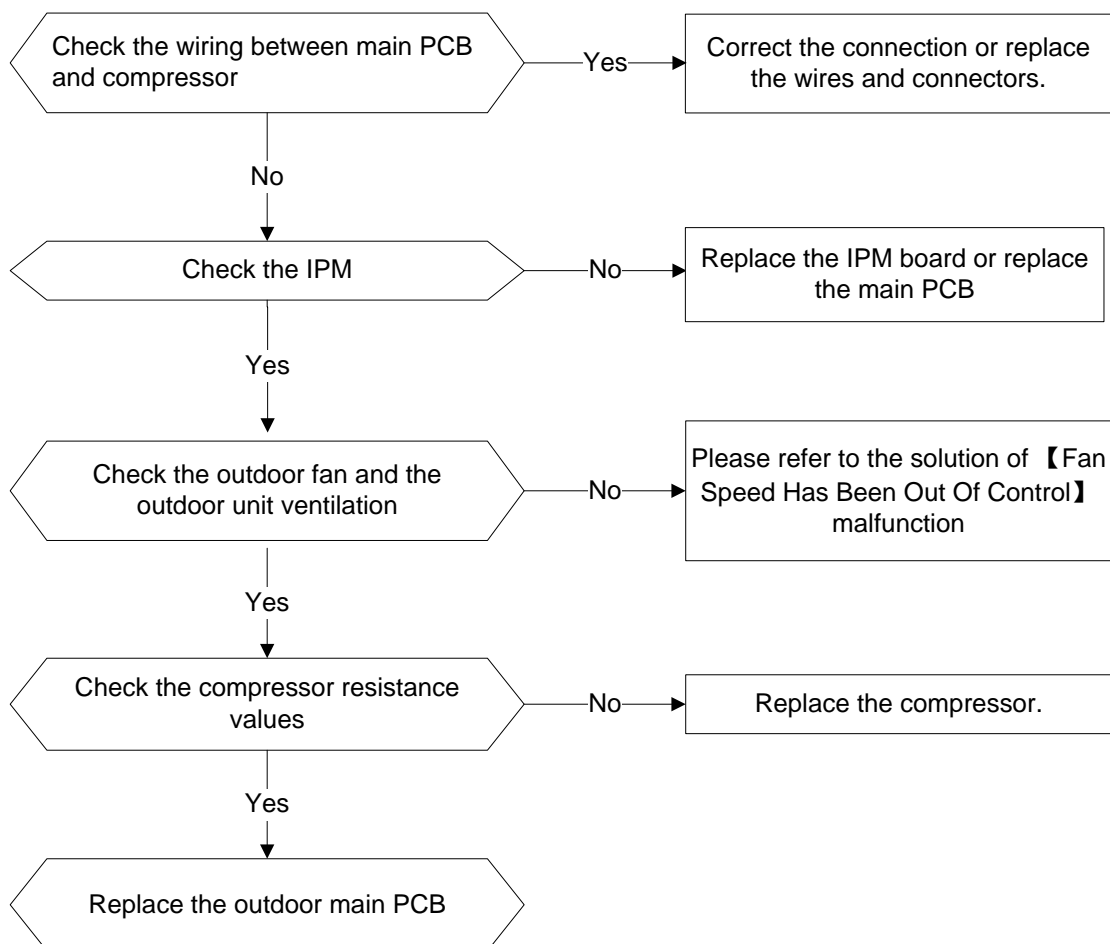 Check the wiring between main PCB
and compressor
Yes
Correct the connection or replace
the wires and connectors.
No
Check the IPM
No
Replace the IPM board or replace
the main PCB
Yes
Check the outdoor fan and the
outdoor unit ventilation
No
Please refer to the solution of 【Fan
Speed Has Been Out Of Control】
malfunction
Yes
Check the compressor resistance
values
No
Replace the compressor.
Yes
Replace the outdoor main PCB